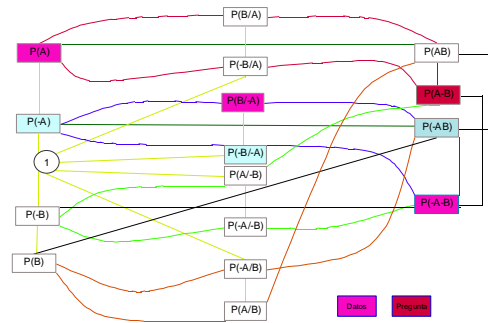 P(B/A)
P(A)
P(AB)
P(-B/A)
P(A-B)
P(B/-A)
P(-A)
P(-AB)
P(-B/-A)
1
P(A/-B)
P(-A-B)
P(-B)
P(-A/-B)
P(B)
P(-A/B)
P(A/B)
Datos
Pregunta